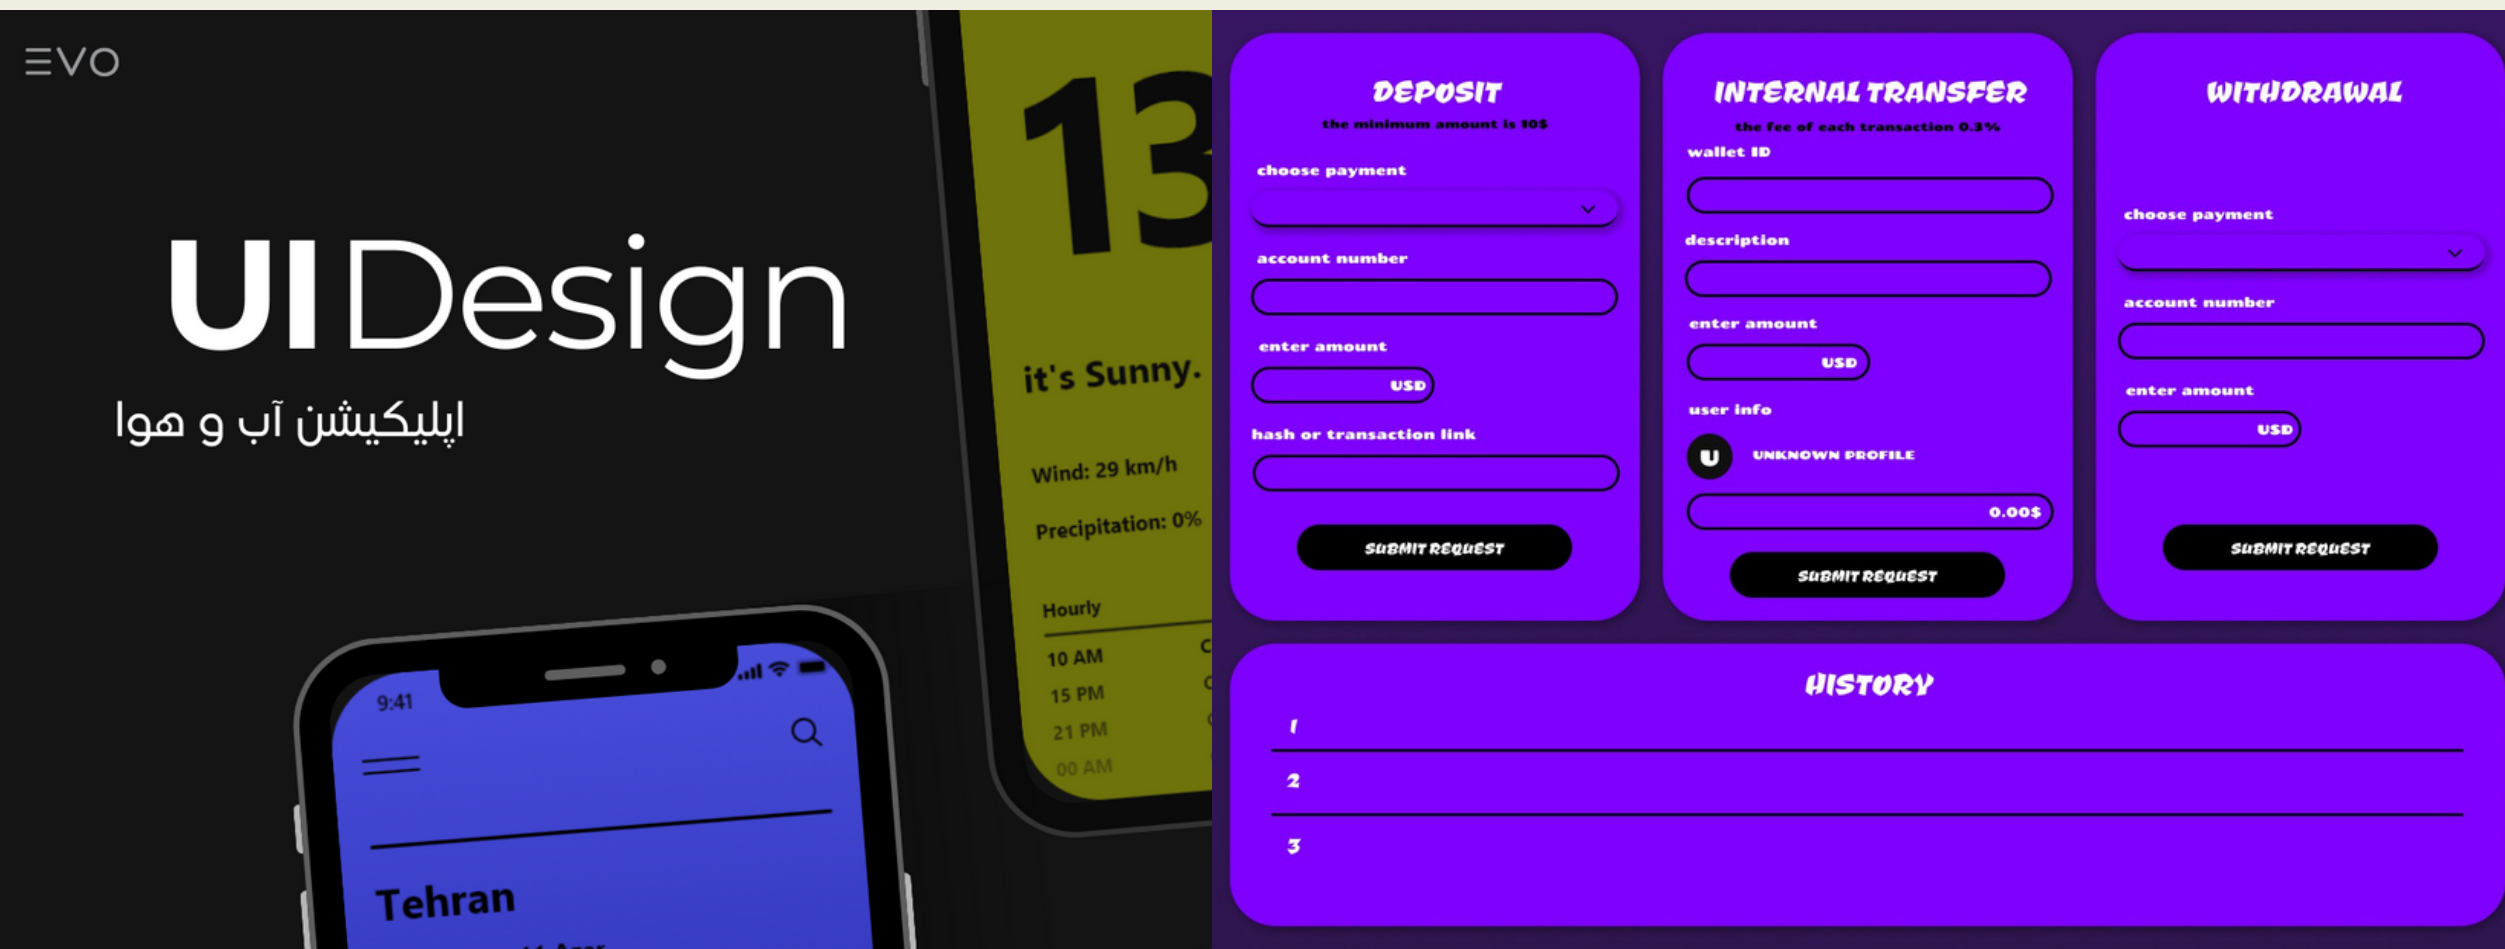 EVO
UI Design
اپلیکیشن آب و هوا
13
it's Sunny.
Wind: 29 km/h
Precipitation: 0%
Hourly
10 AM
15 PM
21 PM
00 AM
9:41
Tehran
DEPOSIT
the minimum amount is 10$
choose payment
account number
enter amount
USD
hash or transaction link
SUBMIT REQUEST
INTERNAL TRANSFER
the fee of each transaction 0.3%
wallet ID
description
enter amount
USD
user info
U UNKNOWN PROFILE
0.00$
SUBMIT REQUEST
WITHDRAWAL
choose payment
account number
enter amount
USD
SUBMIT REQUEST
HISTORY
1
2
3